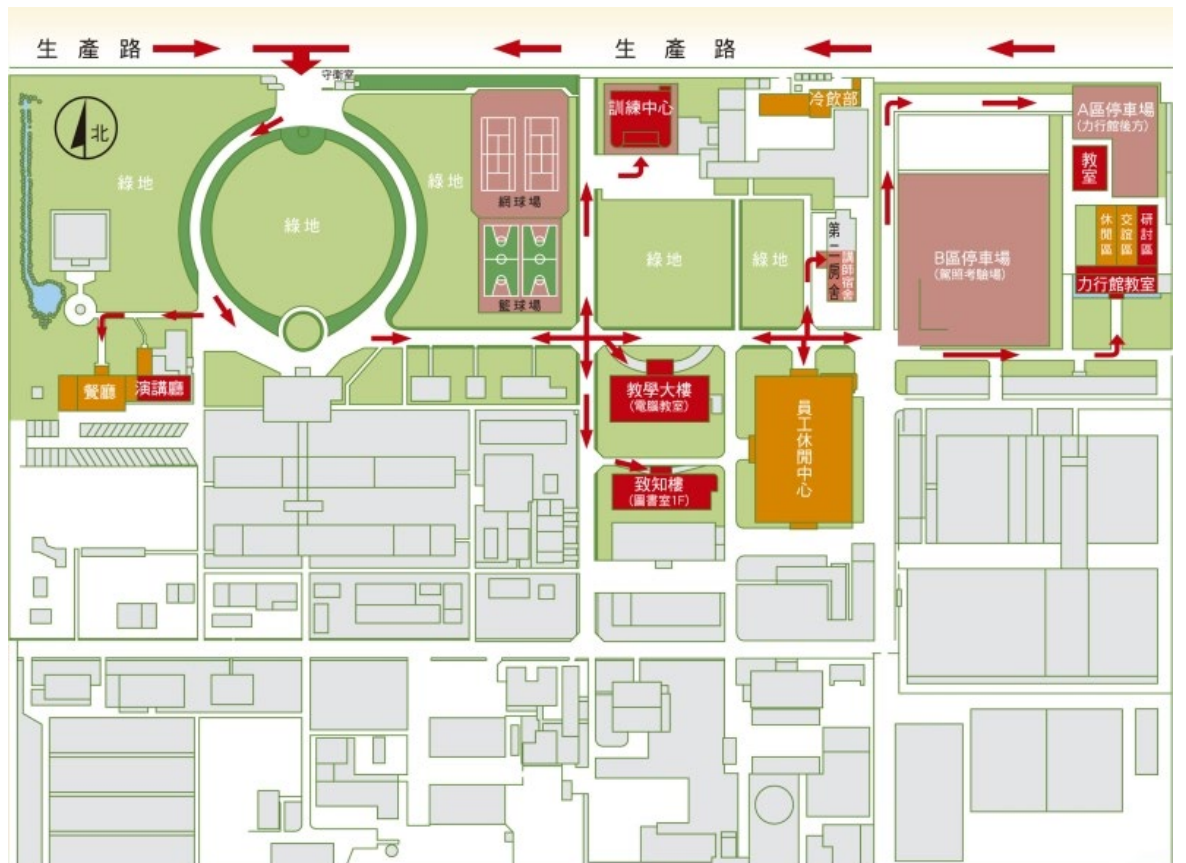 生產路
生產路
守衛室
北
綠地
綠地
綠地
網球場
籃球場
訓練中心
冷飲部
綠地
綠地
第二房舍
講師宿舍
A區停車場
(力行館後方)
教室
B區停車場
(駕照考驗場)
休閒區
交誼區
研討區
力行館教室
餐廳
演講廳
教學大樓
(電腦教室)
致知樓
(圖書室1F)
員工休閒中心